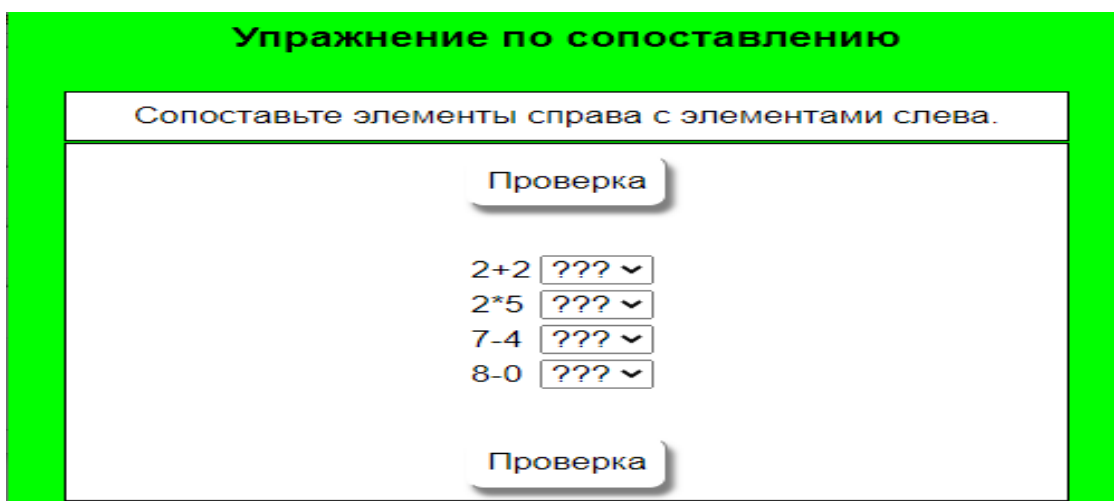 Упражнение по сопоставлению
Сопоставьте элементы справа с элементами слева.
Проверка
2+2 ???
2*5 ???
7-4 ???
8-0 ???
Проверка